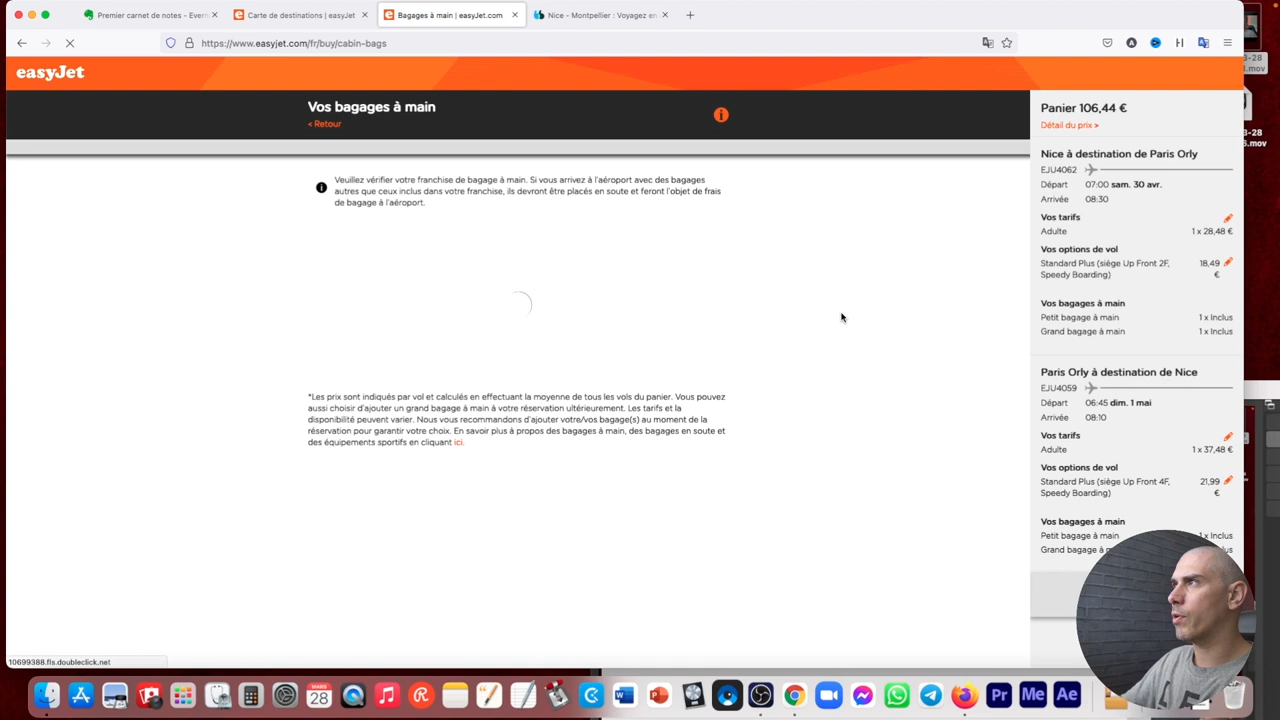 Premier carnet de notes - Evern
Carte de destinations | easyJet
Bagages à main | easyJet.com
Nice - Montpellier : Voyagez en
https://www.easyjet.com/fr/buy/cabin-bags
easyJet
Vos bagages à main
< Retour
Veuillez vérifier votre franchise de bagage à main. Si vous arrivez à l'aéroport avec des bagages
autres que ceux inclus dans votre franchise, ils devront être placés en soute et feront l'objet de frais
de bagage à l'aéroport.
*Les prix sont indiqués par vol et calculés en effectuant la moyenne de tous les vols du panier. Vous pouvez
aussi choisir d'ajouter un grand bagage à main à votre réservation ultérieurement. Les tarifs et la
disponibilité peuvent varier. Nous vous recommandons d'ajouter votre/vos bagage(s) au moment de la
réservation pour garantir votre choix. En savoir plus à propos des bagages à main, des bagages en soute et
des équipements sportifs en cliquant ici.
Panier 106,44 €
Détail du prix >
Nice à destination de Paris Orly
EJU4062
Départ 07:00 sam. 30 avr.
Arrivée 08:30
Vos tarifs
Adulte 1 x 28,48 €
Vos options de vol
Standard Plus (siège Up Front 2F, 18,49
Speedy Boarding) €
Vos bagages à main
Petit bagage à main 1 x Inclus
Grand bagage à main 1 x Inclus
Paris Orly à destination de Nice
EJU4059
Départ 06:45 dim. 1 mai
Arrivée 08:10
Vos tarifs
Adulte 1 x 37,48 €
Vos options de vol
Standard Plus (siège Up Front 4F, 21,99
Speedy Boarding) €
Vos bagages à main
Petit bagage à main 1 x Inclus
Grand bagage à 1 x Inclus
10699388.fls.doubleclick.net
MARS
28
Pr Me Ae